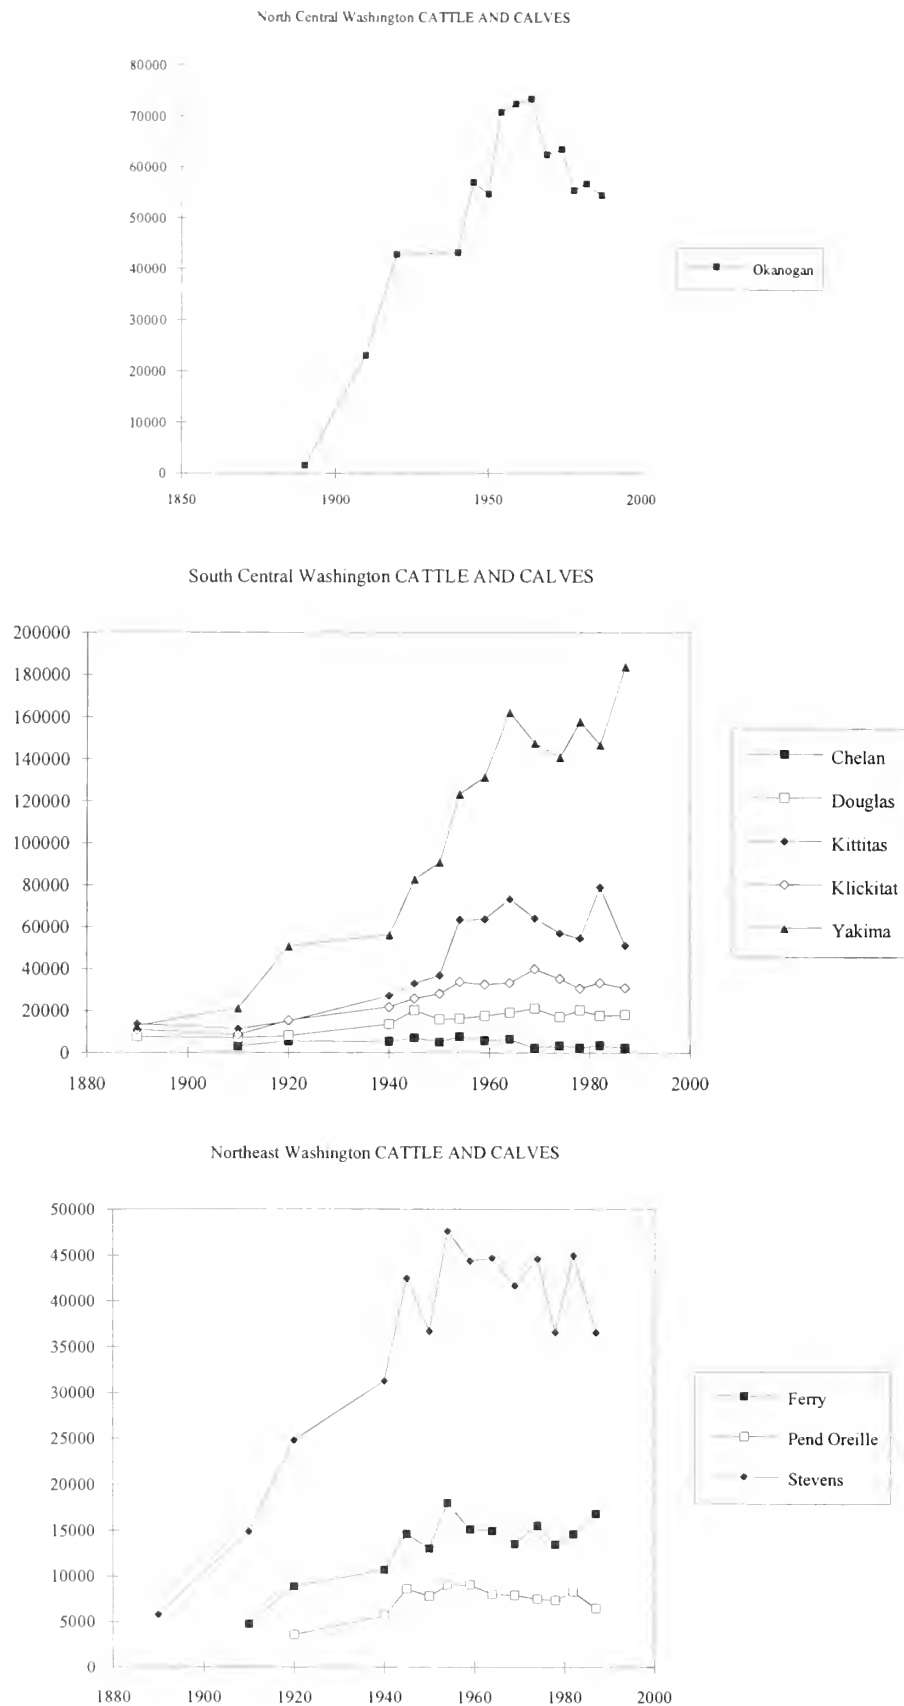 North Central Washington CATTLE AND CALVES
80000
70000
60000
50000
40000
30000
20000
10000
0
1850 1900 1950 2000
Okanogan
South Central Washington CATTLE AND CALVES
200000
180000
160000
140000
120000
100000
80000
60000
40000
20000
0
1880 1900 1920 1940 1960 1980 2000
Chelan
Douglas
Kittitas
Klickitat
Yakima
Northeast Washington CATTLE AND CALVES
50000
45000
40000
35000
30000
25000
20000
15000
10000
5000
0
1880 1900 1920 1940 1960 1980 2000
Ferry
Pend Oreille
Stevens